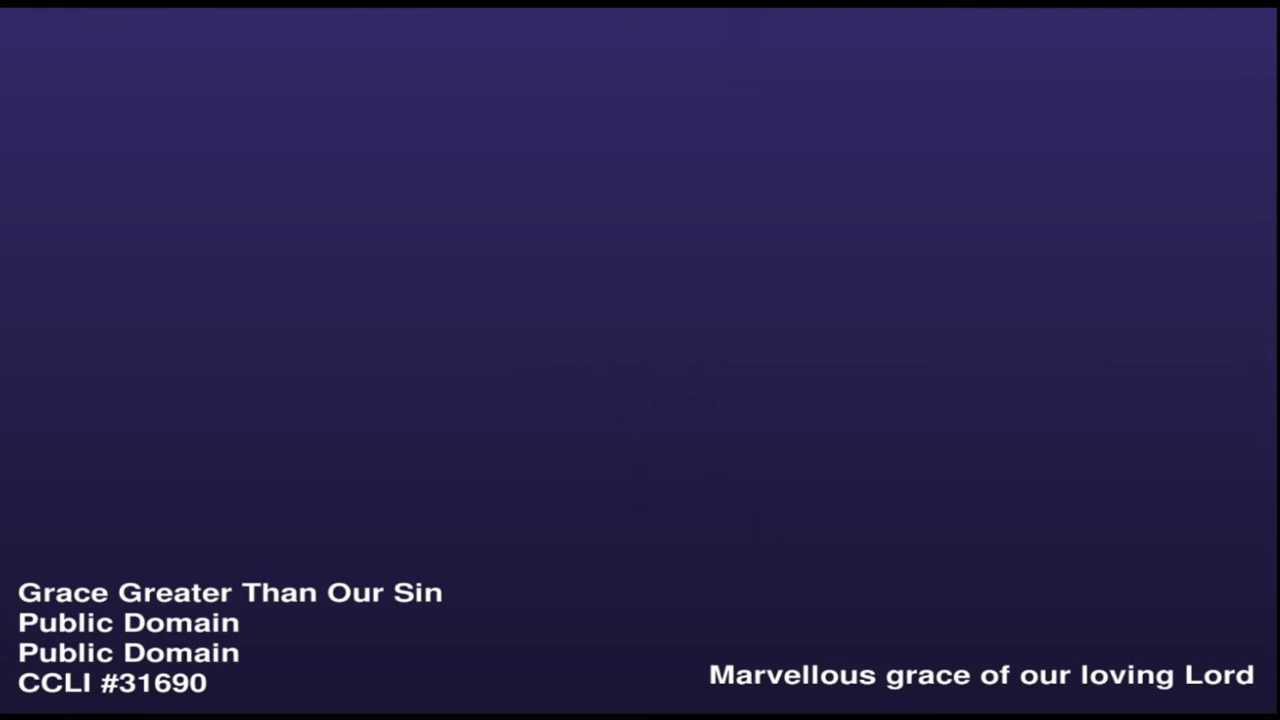 Grace Greater Than Our Sin
Public Domain
Public Domain
CCLI #31690
Marvellous grace of our loving Lord